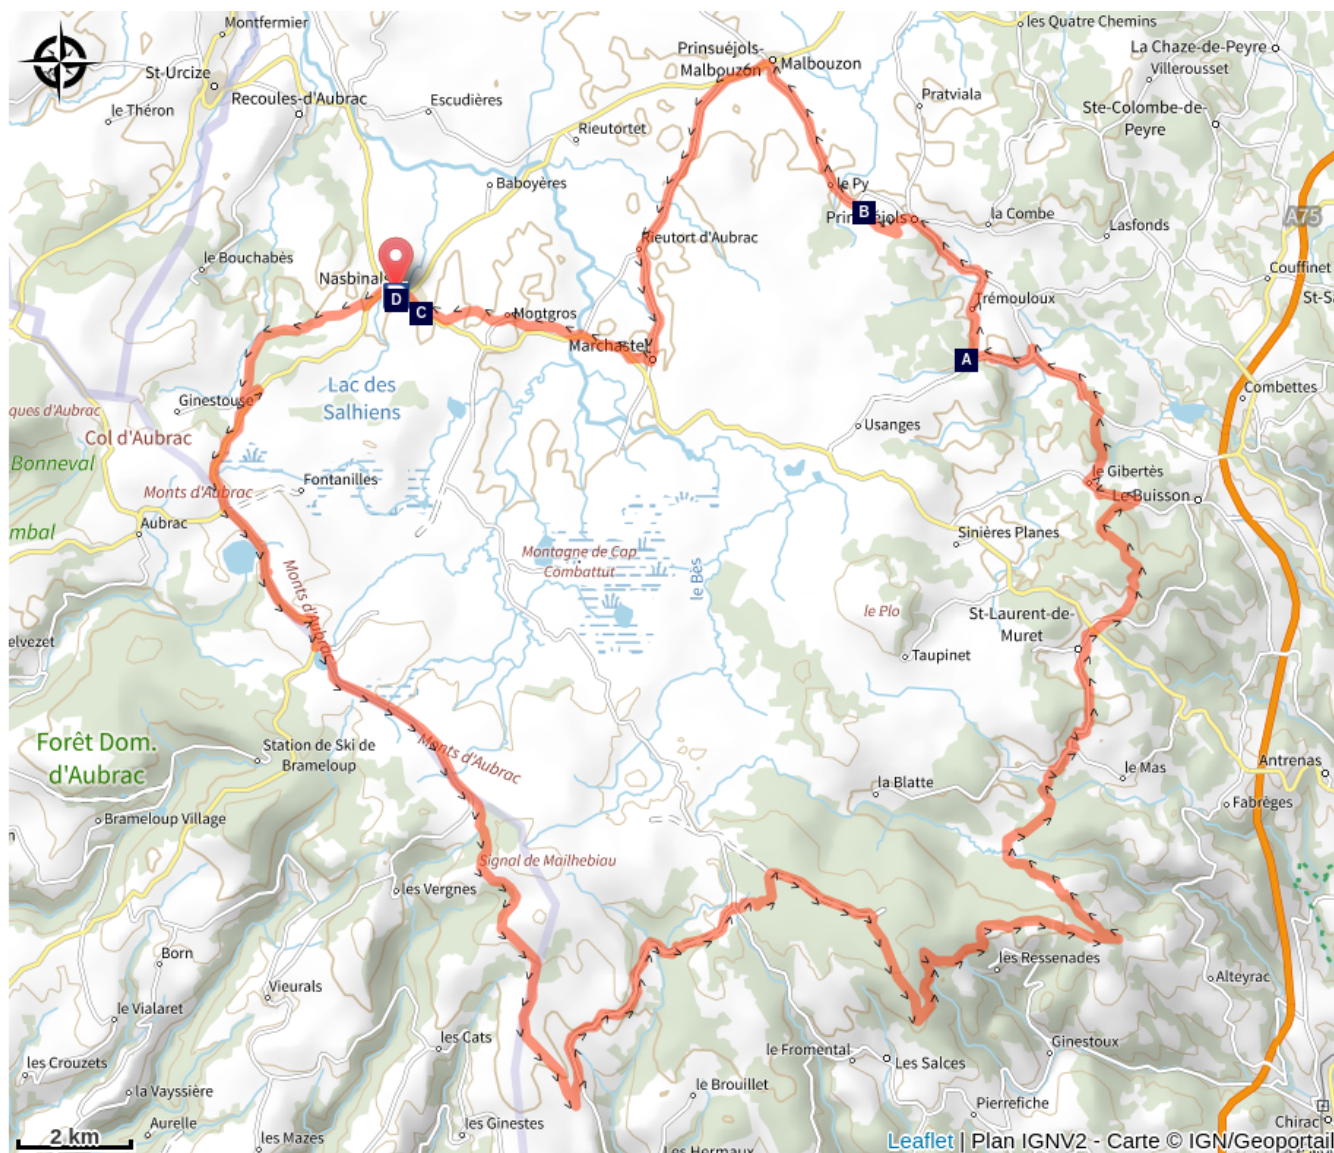 Montfermier
les Quatre Chemins
Prinsuéjols-
Malbouzon
Malbouzon
La Chaze-de-Peyre
Villerousset
St-Urcize
Recoules-d'Aubrac
Escudières
Pratviala
le Théron
Ste-Colombe-de-
Peyre
Rieutortet
Baboyères
le Py
B
Prinsuéjols
la Combe
Lasfonds
A75
Rieutort d'Aubrac
le Bouchabès
Couffinet
Nasbinals
D
C
Montgros
Trémouloux
St-Sa
Marchastel
A
Lac des
Salhiens
Ginestouse
ques d'Aubrac
Combettes
Usanges
Col d'Aubrac
Bonneval
Fontanilles
le Gibertès
Le Buisson
Monts d'Aubrac
Aubrac
mbal
Sinières Planes
Montagne de Cap
Combattut
le Bès
Monts d'Aubrac
le Plo
St-Laurent-de-
Muret
elvezet
Taupinet
Forêt Dom.
d'Aubrac
Station de Ski de
Brameloup
Monts d'Aubrac
la Blatte
le Mas
Antrenas
Fabrèges
Brameloup Village
n
Signal de Mailhebiau
les Vergnes
Born
les Ressenades
Alteyrac
Vieurals
le Vialaret
les Cats
le Fromental
Les Salces
Ginestoux
les Crouzets
la Vayssière
le Brouillet
Pierrefiche
Aurelle
les Ginestes
Chirac
2 km
les Mazes
Les Hermaux
Leaflet | Plan IGNV2 - Carte © IGN/Geoportail